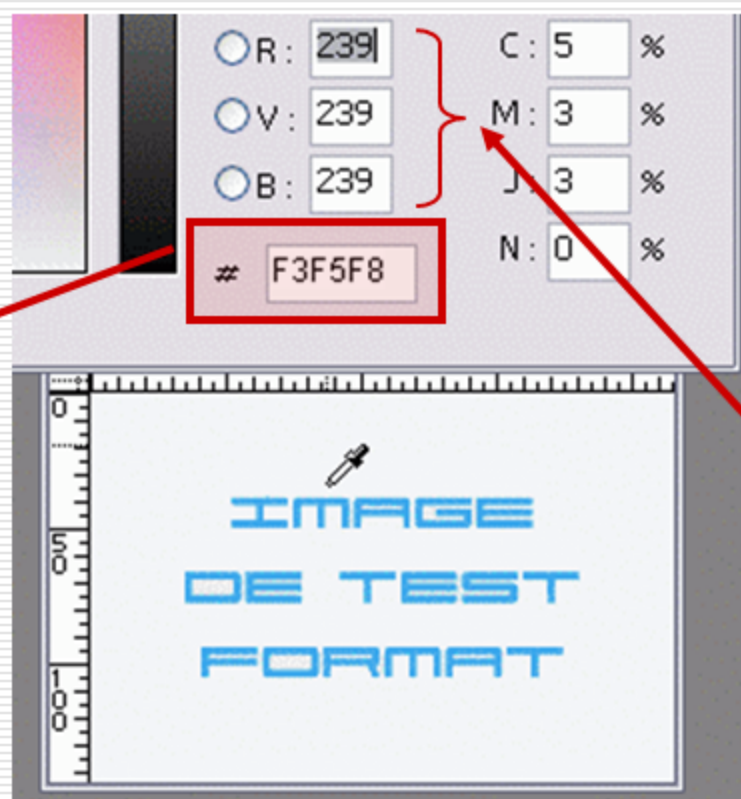 R : 239 C : 5 %
V : 239 M : 3 %
B : 239 J : 3 %
# F3F5F8 N : 0 %
0
50
100
IMAGE
DE TEST
FORMAT